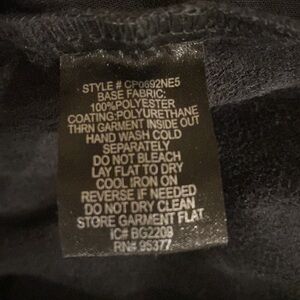 STYLE # CP0692NE5
BASE FABRIC:
100%POLYESTER
COATING:POLYURETHANE
THRN GARMENT INSIDE OUT
HAND WASH COLD
SEPARATELY
DO NOT BLEACH
LAY FLAT TO DRY
COOL IRON ON
REVERSE IF NEEDED
DO NOT DRY CLEAN
STORE GARMENT FLAT
IC# BG2209
RN# 95377